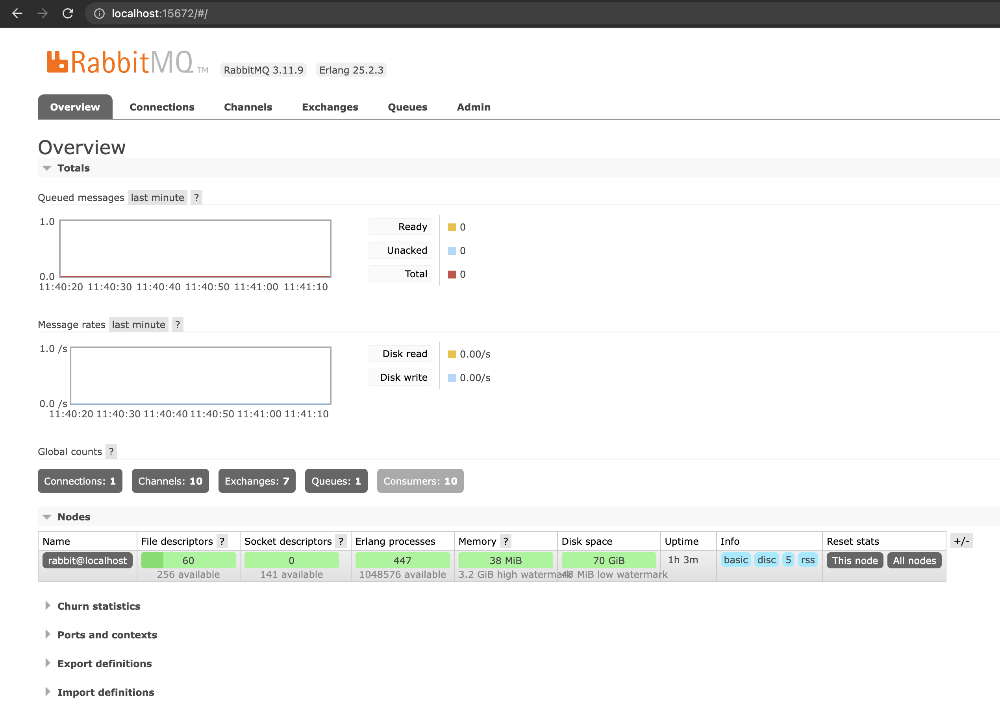 localhost:15672/#/
RabbitMQ TM RabbitMQ 3.11.9 Erlang 25.2.3
Overview Connections Channels Exchanges Queues Admin
Overview
Totals
Queued messages last minute ?
1.0
0.0
11:40:20 11:40:30 11:40:40 11:40:50 11:41:00 11:41:10
Ready 0
Unacked 0
Total 0
Message rates last minute ?
1.0 /s
0.0 /s
11:40:20 11:40:30 11:40:40 11:40:50 11:41:00 11:41:10
Disk read 0.00/s
Disk write 0.00/s
Global counts ?
Connections: 1 Channels: 10 Exchanges: 7 Queues: 1 Consumers: 10
Nodes
Name File descriptors ? Socket descriptors ? Erlang processes Memory ? Disk space Uptime Info Reset stats +/-
rabbit@localhost 60 0 447 38 MiB 70 GiB 1h 3m basic disc 5 rss This node All nodes
256 available 141 available 1048576 available 3.2 GiB high watermark 48 MiB low watermark
Churn statistics
Ports and contexts
Export definitions
Import definitions